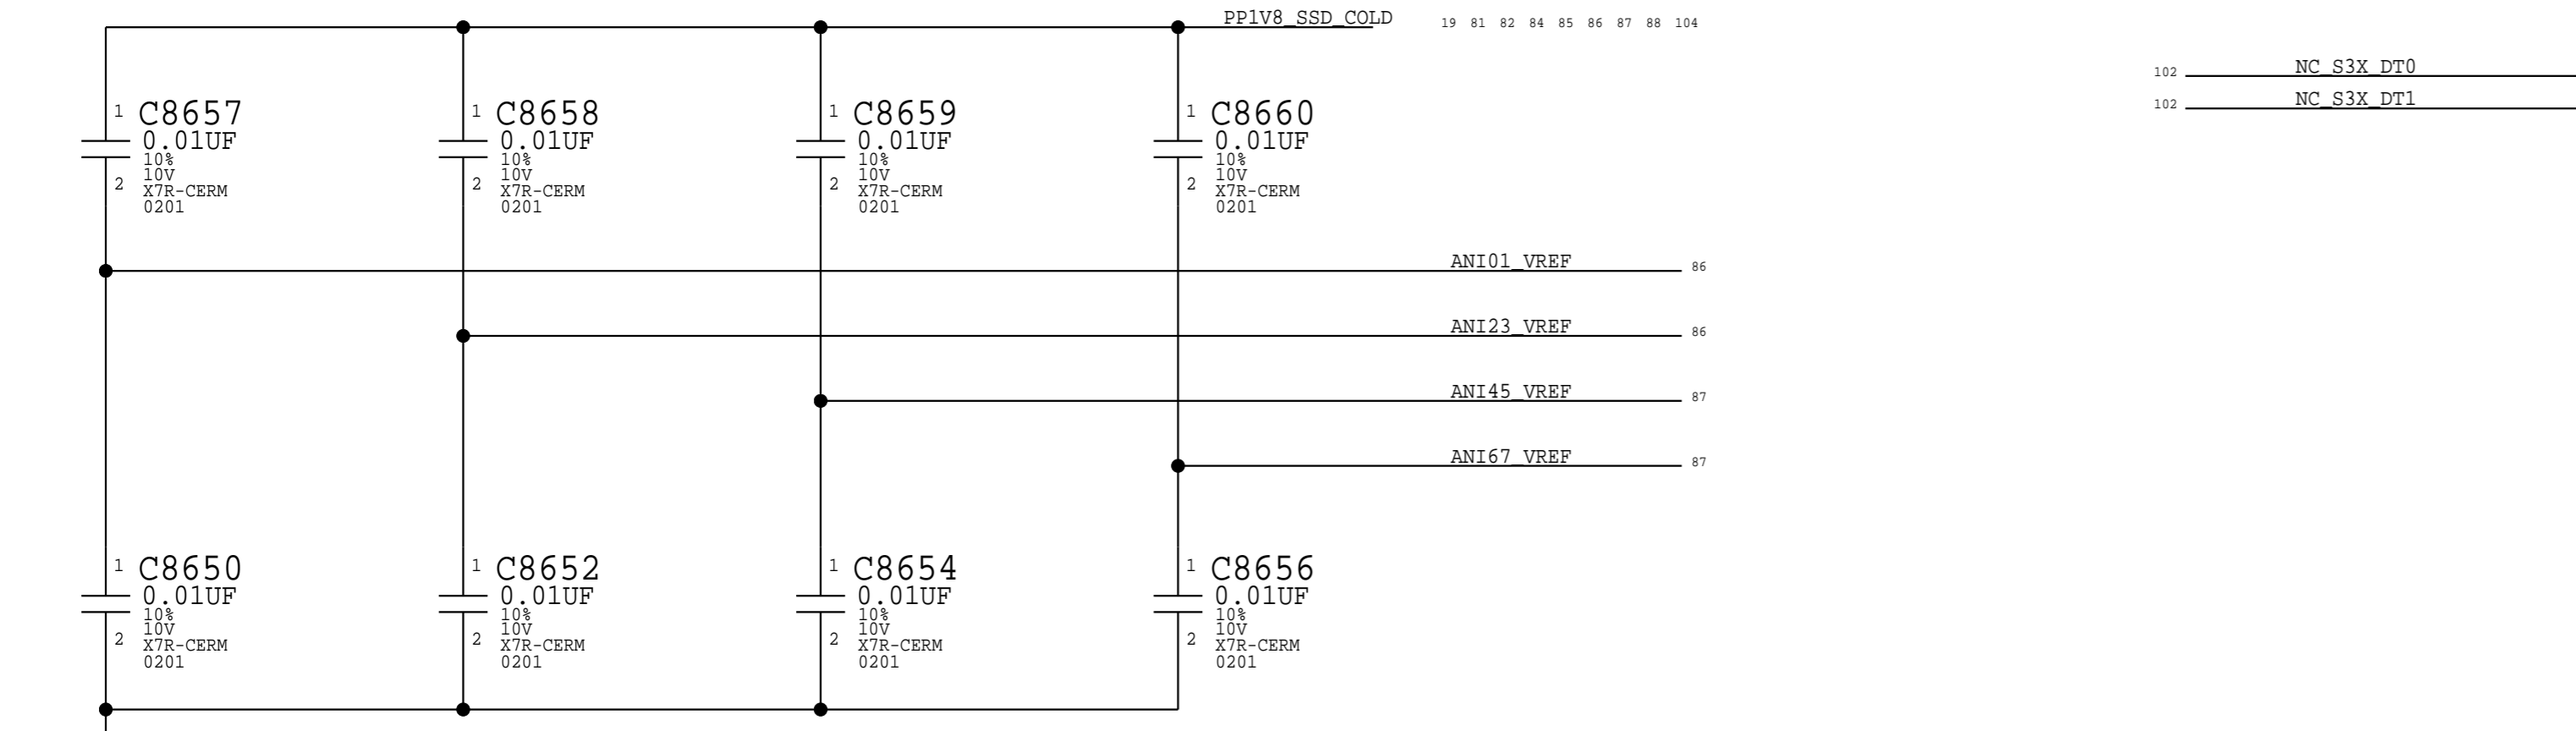 PP1V8_SSD_COLD 19 81 82 84 85 86 87 88 104
102 NC_S3X_DT0
102 NC_S3X_DT1
1 C8657
0.01UF
10%
10V
2 X7R-CERM
0201
1 C8658
0.01UF
10%
10V
2 X7R-CERM
0201
1 C8659
0.01UF
10%
10V
2 X7R-CERM
0201
1 C8660
0.01UF
10%
10V
2 X7R-CERM
0201
ANI01_VREF 86
ANI23_VREF 86
ANI45_VREF 87
ANI67_VREF 87
1 C8650
0.01UF
10%
10V
2 X7R-CERM
0201
1 C8652
0.01UF
10%
10V
2 X7R-CERM
0201
1 C8654
0.01UF
10%
10V
2 X7R-CERM
0201
1 C8656
0.01UF
10%
10V
2 X7R-CERM
0201